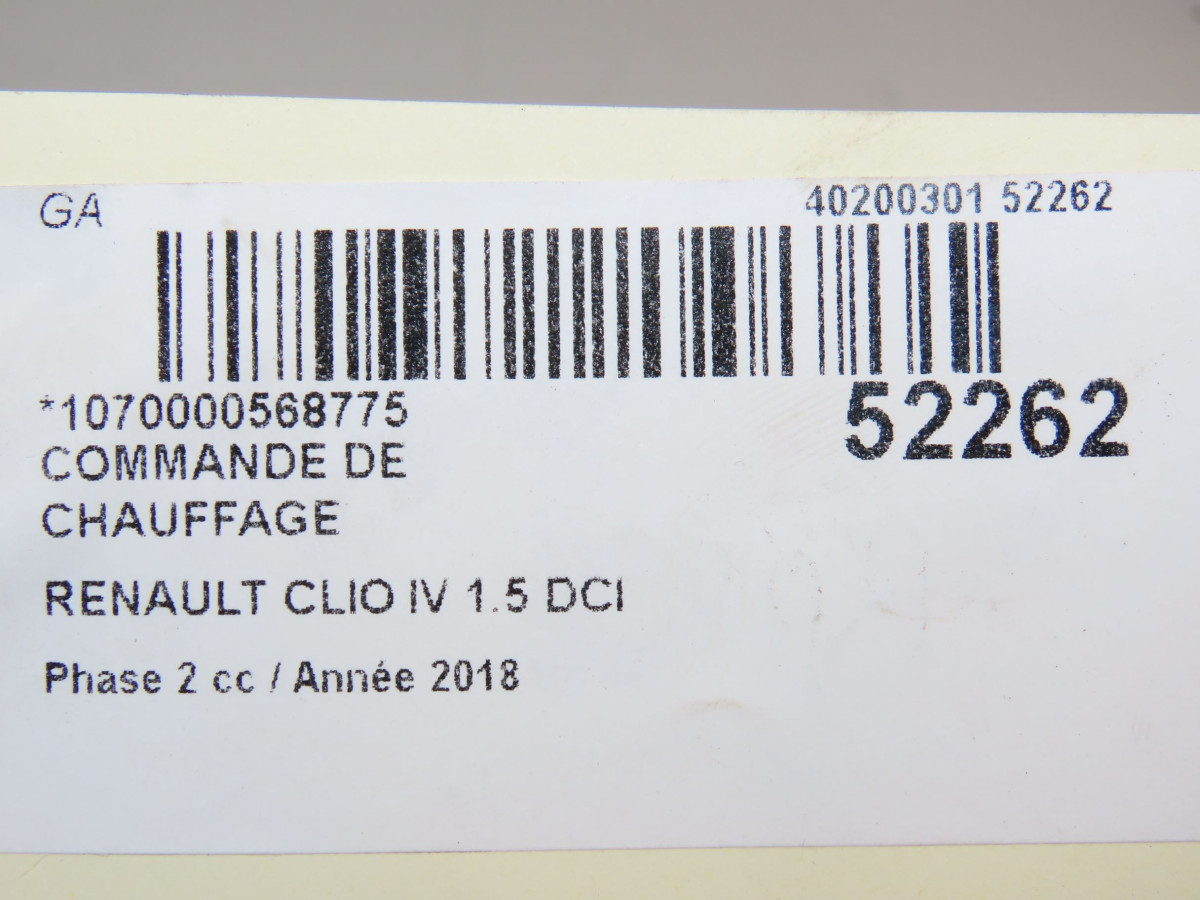 GA
40200301 52262
*1070000568775
52262
COMMANDE DE
CHAUFFAGE
RENAULT CLIO IV 1.5 DCI
Phase 2 cc / Année 2018